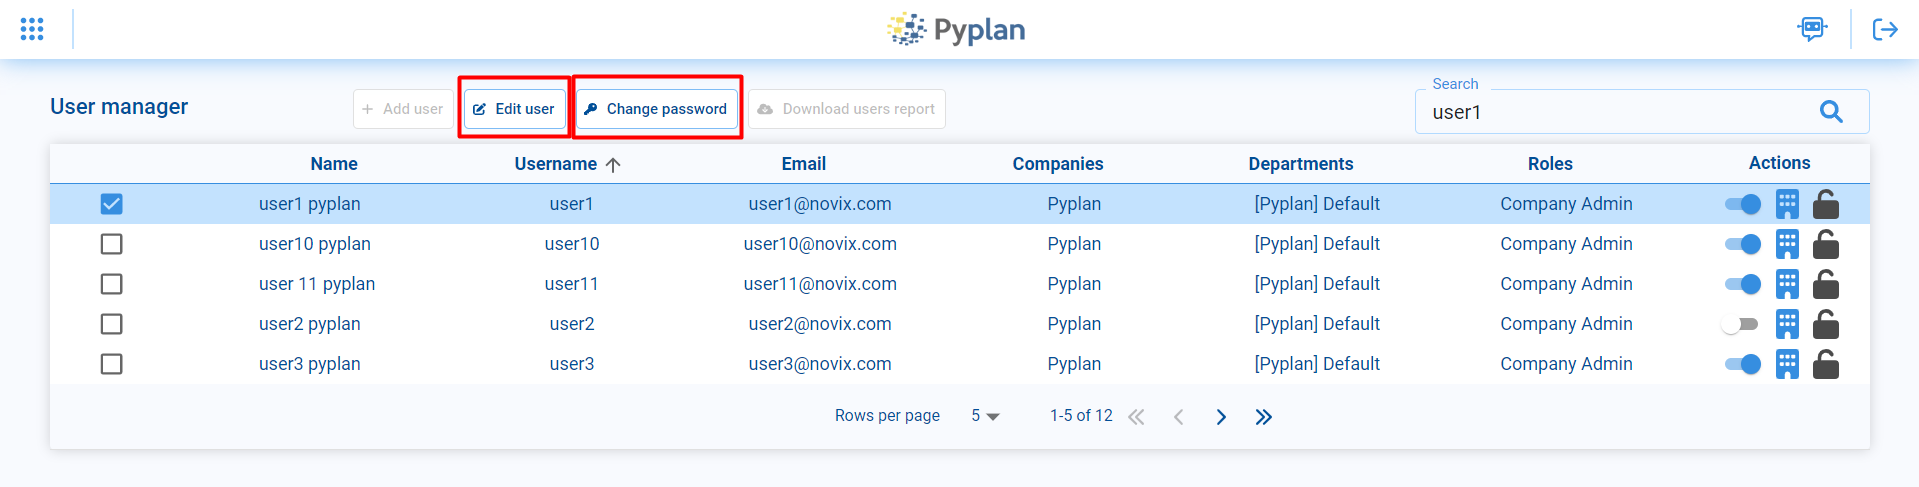 Pyplan
User manager
+ Add user
Edit user
Change password
Download users report
Search
user1
Name Username Email Companies Departments Roles Actions
user1 pyplan user1 user1@novix.com Pyplan [Pyplan] Default Company Admin
user10 pyplan user10 user10@novix.com Pyplan [Pyplan] Default Company Admin
user 11 pyplan user11 user11@novix.com Pyplan [Pyplan] Default Company Admin
user2 pyplan user2 user2@novix.com Pyplan [Pyplan] Default Company Admin
user3 pyplan user3 user3@novix.com Pyplan [Pyplan] Default Company Admin
Rows per page 5 1-5 of 12